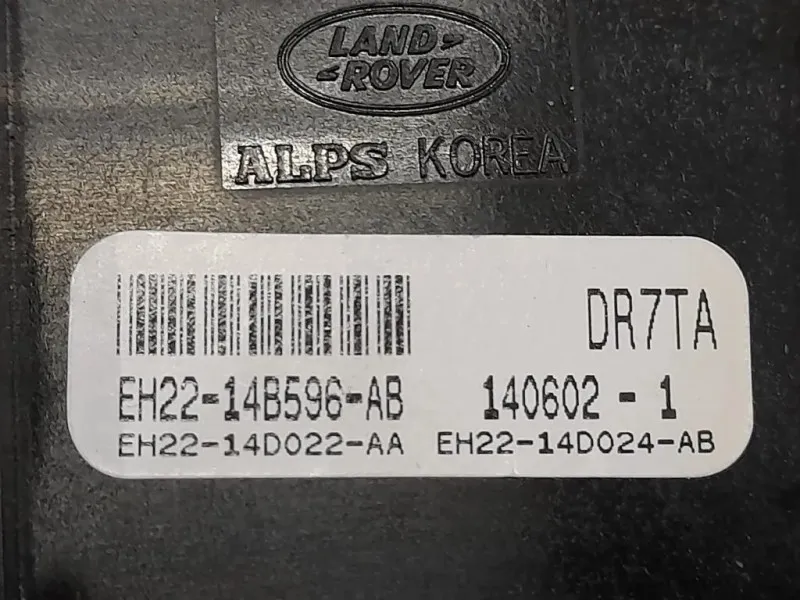 LAND
ROVER
ALPS KOREA
DR7TA
EH22-14B596-AB 140602 - 1
EH22-14D022-AA EH22-14D024-AB